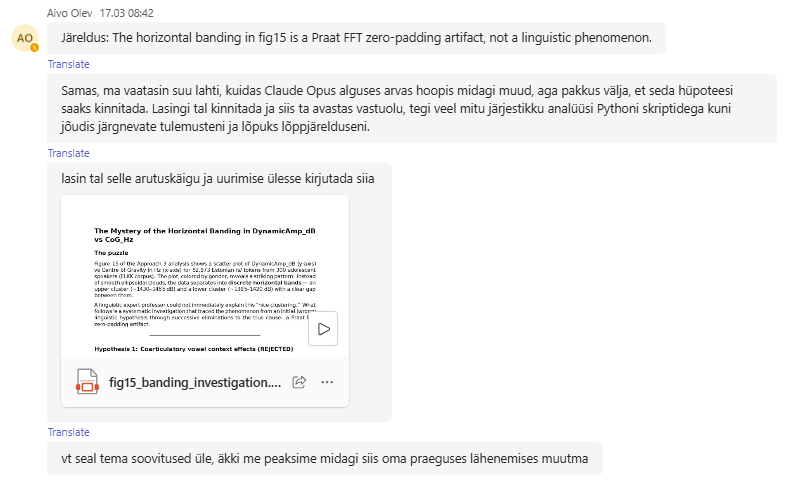 Aivo Olev 17.03 08:42
AO
Järeldus: The horizontal banding in fig15 is a Praat FFT zero-padding artifact, not a linguistic phenomenon.
Translate
Samas, ma vaatasin suu lahti, kuidas Claude Opus alguses arvas hoopis midagi muud, aga pakkus välja, et seda hüpoteesi
saaks kinnitada. Lasingi tal kinnitada ja siis ta avastas vastuolu, tegi veel mitu järjestikku analüüsi Pythoni skriptidega kuni
jõudis järgnevate tulemusteni ja lõpuks lõppjärelduseni.
Translate
lasin tal selle arutuskäigu ja uurimise ülesse kirjutada siia
The Mystery of the Horizontal Banding in DynamicAmp_dB
vs CoG_Hz
The puzzle
Figure 15 of the Approach 3 analysis shows a scatter plot of DynamicAmp_dB (y-axis)
vs Centre of Gravity in Hz (x-axis) for 52,873 Estonian /s/ tokens from 309 adolescent
speakers (ELKK corpus). The plot, colored by gender, reveals a striking pattern: instead
of smooth ellipsoidal clouds, the data separates into discrete horizontal bands — an
upper cluster (~1430–1465 dB) and a lower cluster (~1385–1420 dB) with a clear gap
between them.
A linguistic expert professor could not immediately explain this "nice clustering." What
follows is a systematic investigation that traced the phenomenon from an initial (wrong)
linguistic hypothesis through successive eliminations to the true cause: a Praat
zero-padding artifact.
Hypothesis 1: Coarticulatory vowel context effects (REJECTED)
fig15_banding_investigation....
Translate
vt seal tema soovitused üle, äkki me peaksime midagi siis oma praeguses lähenemises muutma